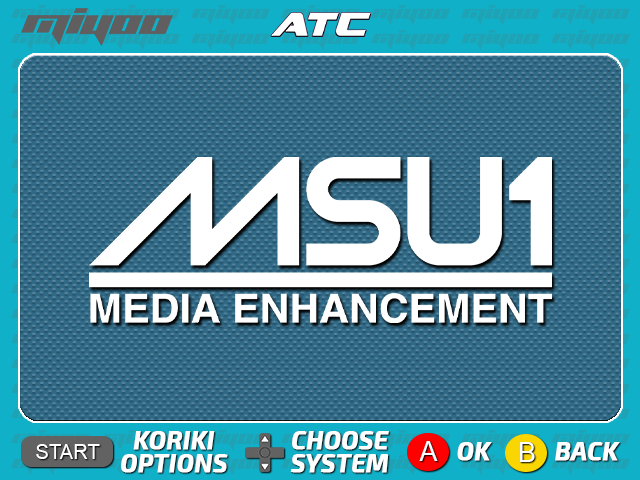 miyoo
ATC
MSU1
MEDIA ENHANCEMENT
START
KORIKI
OPTIONS
CHOOSE
SYSTEM
A
OK
B
BACK